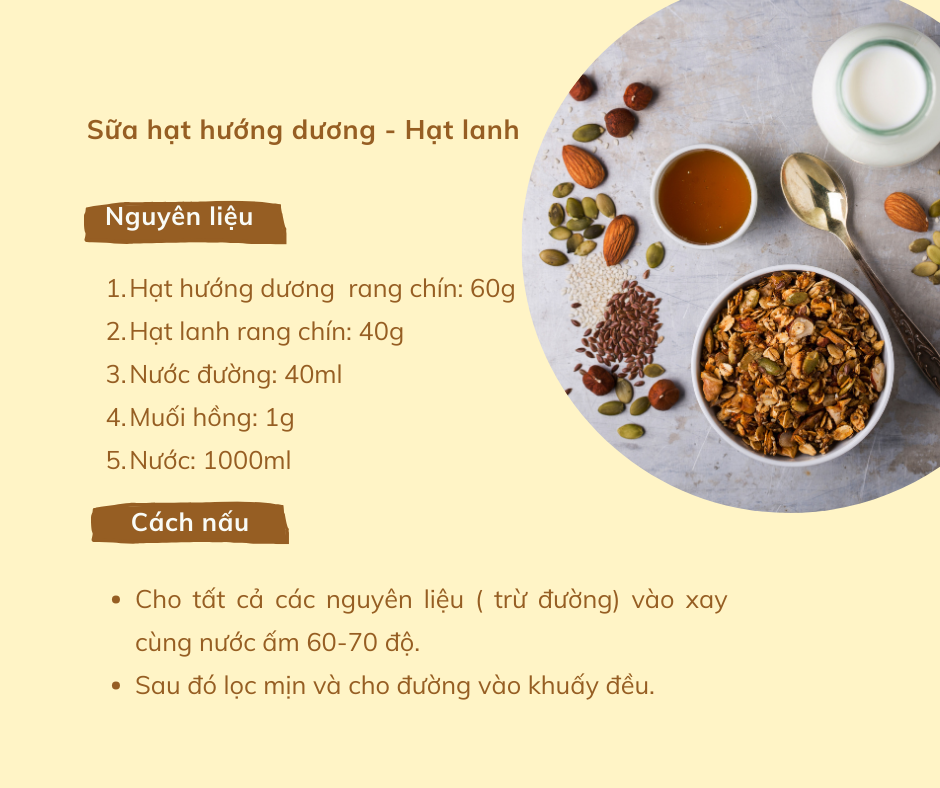 Sữa hạt hướng dương - Hạt lanh
Nguyên liệu
1. Hạt hướng dương rang chín: 60g
2. Hạt lanh rang chín: 40g
3. Nước đường: 40ml
4. Muối hồng: 1g
5. Nước: 1000ml
Cách nấu
• Cho tất cả các nguyên liệu ( trừ đường) vào xay
cùng nước ấm 60-70 độ.
• Sau đó lọc mịn và cho đường vào khuấy đều.